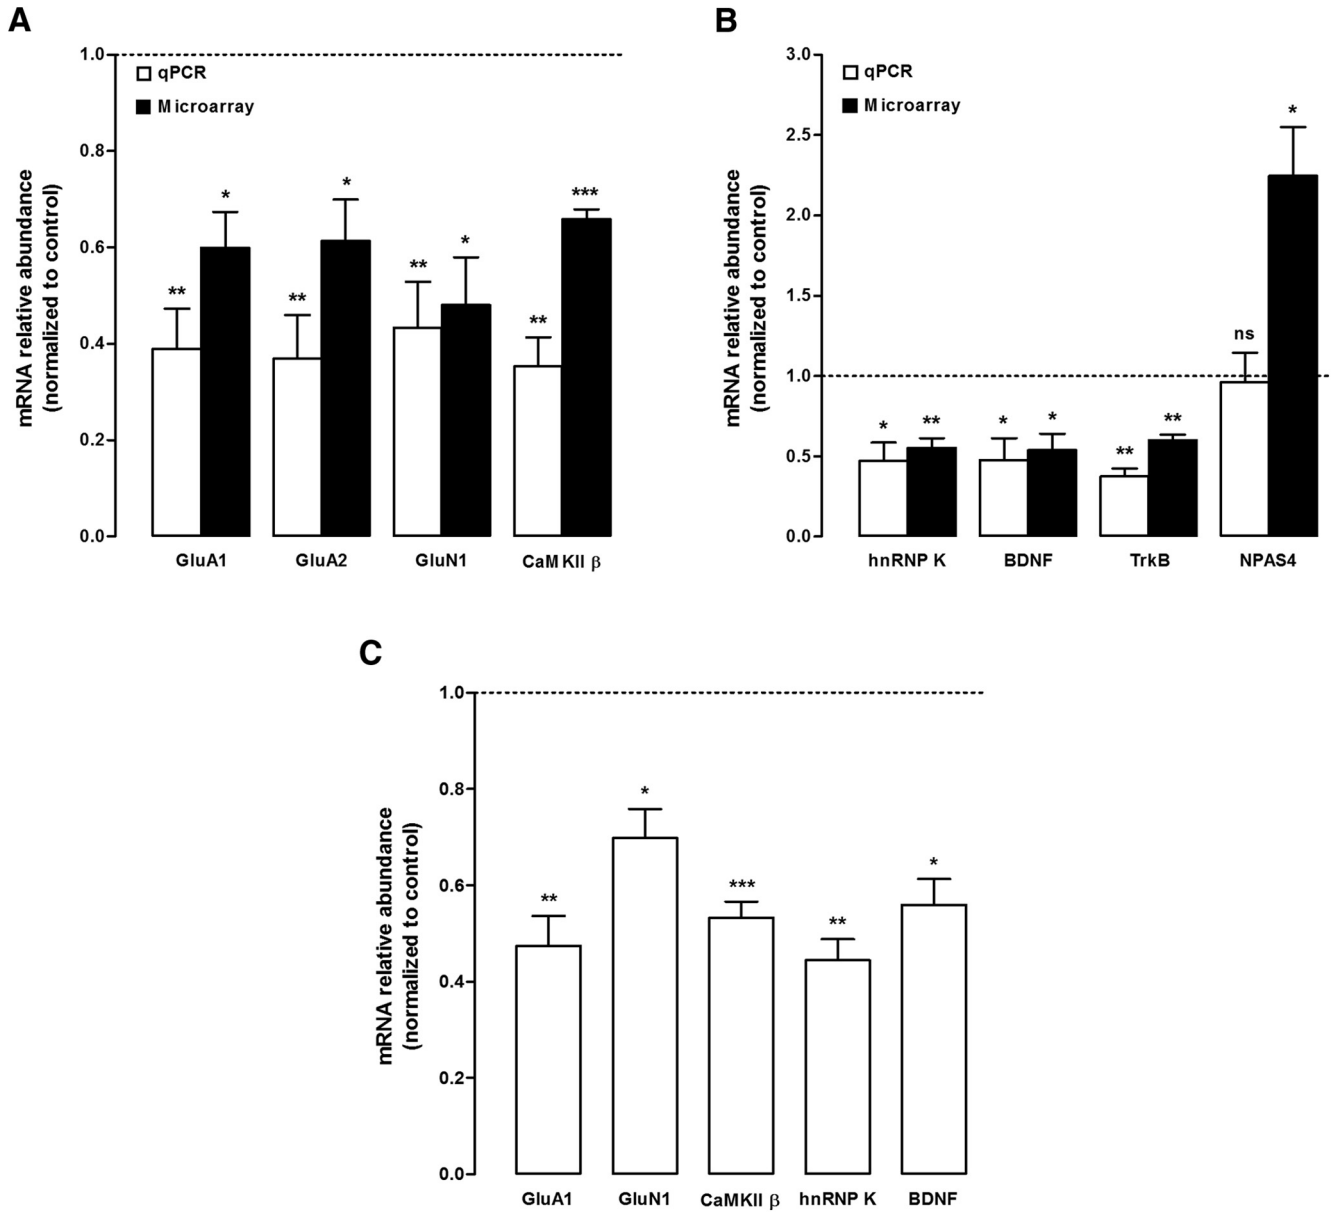 A
1.0
0.8
0.6
0.4
0.2
0.0
mRNA relative abundance
(normalized to control)
qPCR
Microarray
**
*
**
*
**
*
**
***
GluA1
GluA2
GluN1
CaMKII β
B
3.0
2.5
2.0
1.5
1.0
0.5
0.0
mRNA relative abundance
(normalized to control)
qPCR
Microarray
*
**
*
*
**
**
ns
*
hnRNP K
BDNF
TrkB
NPAS4
C
1.0
0.8
0.6
0.4
0.2
0.0
mRNA relative abundance
(normalized to control)
**
*
***
**
*
GluA1
GluN1
CaMKII β
hnRNP K
BDNF